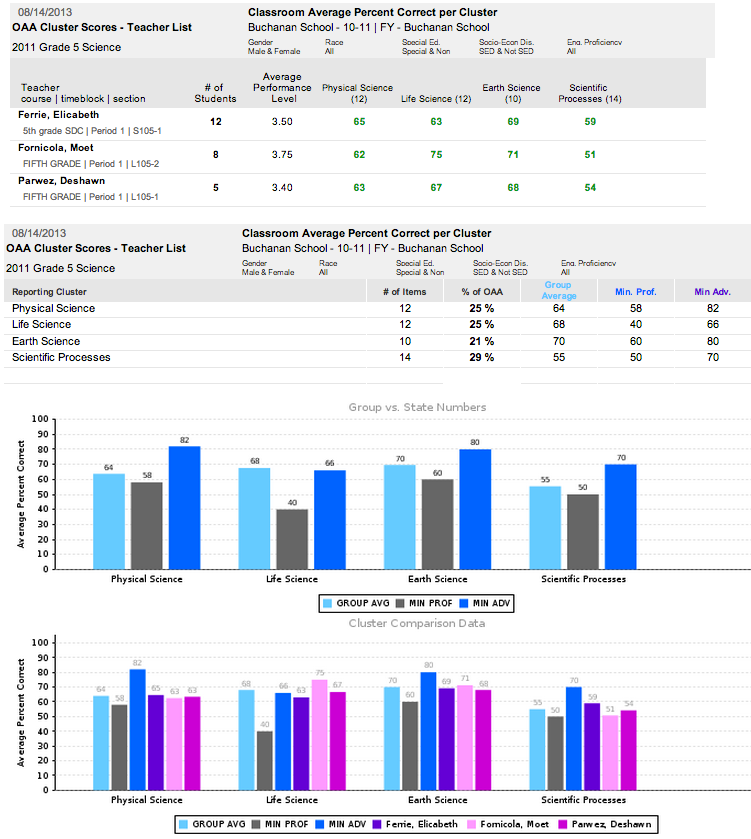 08/14/2013 Classroom Average Percent Correct per Cluster
OAA Cluster Scores - Teacher List Buchanan School - 10-11 | FY - Buchanan School
2011 Grade 5 Science Gender Race Special Ed. Socio-Econ Dis. Eng. Proficiency
Male & Female All Special & Non SED & Not SED All
Teacher course | timeblock | section # of Students Average Performance Level Physical Science (12) Life Science (12) Earth Science (10) Scientific Processes (14)
Ferrie, Elicabeth 12 3.50 65 63 69 59
5th grade SDC | Period 1 | S105-1
Fornicola, Moet 8 3.75 62 75 71 51
FIFTH GRADE | Period 1 | L105-2
Parwez, Deshawn 5 3.40 63 67 68 54
FIFTH GRADE | Period 1 | L105-1
08/14/2013 Classroom Average Percent Correct per Cluster
OAA Cluster Scores - Teacher List Buchanan School - 10-11 | FY - Buchanan School
2011 Grade 5 Science Gender Race Special Ed. Socio-Econ Dis. Eng. Proficiency
Male & Female All Special & Non SED & Not SED All
Reporting Cluster # of Items % of OAA Group Average Min. Prof. Min Adv.
Physical Science 12 25 % 64 58 82
Life Science 12 25 % 68 40 66
Earth Science 10 21 % 70 60 80
Scientific Processes 14 29 % 55 50 70
Group vs. State Numbers
Average Percent Correct
100
90
80
70
60
50
40
30
20
10
0
64 58 82 68 40 66 70 60 80 55 50 70
Physical Science Life Science Earth Science Scientific Processes
GROUP AVG MIN PROF MIN ADV
Cluster Comparison Data
Average Percent Correct
100
90
80
70
60
50
40
30
20
10
0
64 58 82 65 63 63 68 40 66 63 75 67 70 60 80 69 71 68 55 50 70 59 51 54
Physical Science Life Science Earth Science Scientific Processes
GROUP AVG MIN PROF MIN ADV Ferrie, Elicabeth Fornicola, Moet Parwez, Deshawn